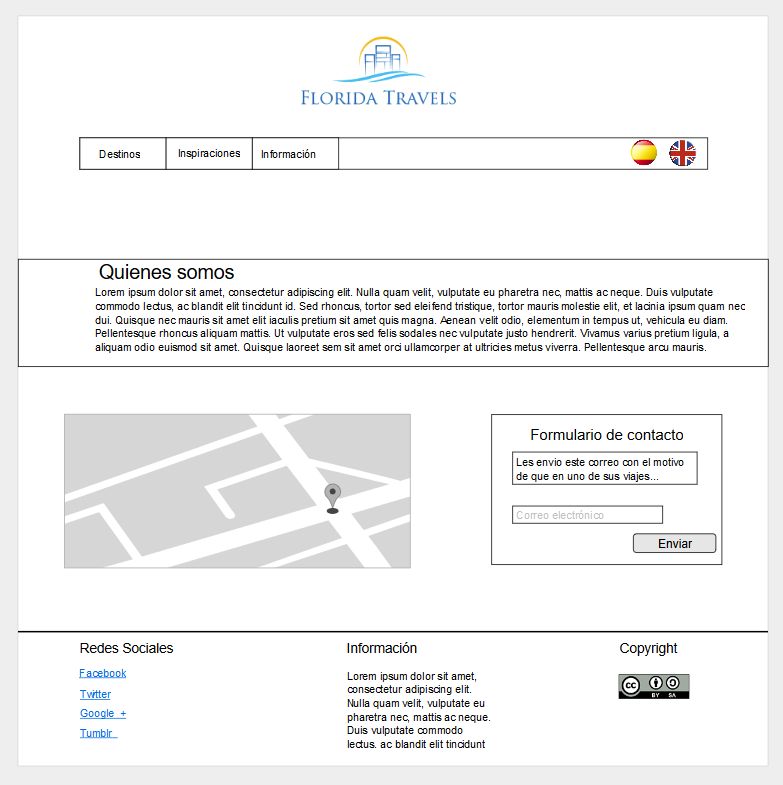 FLORIDA TRAVELS
Destinos
Inspiraciones
Información
Quienes somos
Lorem ipsum dolor sit amet, consectetur adipiscing elit. Nulla quam velit, vulputate eu pharetra nec, mattis ac neque. Duis vulputate
commodo lectus, ac blandit elit tincidunt id. Sed rhoncus, tortor sed eleifend tristique, tortor mauris molestie elit, et lacinia ipsum quam nec
dui. Quisque nec mauris sit amet elit iaculis pretium sit amet quis magna. Aenean velit odio, elementum in tempus ut, vehicula eu diam.
Pellentesque rhoncus aliquam mattis. Ut vulputate eros sed felis sodales nec vulputate justo hendrerit. Vivamus varius pretium ligula, a
aliquam odio euismod sit amet. Quisque laoreet sem sit amet orci ullamcorper at ultricies metus viverra. Pellentesque arcu mauris.
Formulario de contacto
Les envio este correo con el motivo
de que en uno de sus viajes...
Correo electrónico
Enviar
Redes Sociales
Facebook
Twitter
Google +
Tumblr
Información
Lorem ipsum dolor sit amet,
consectetur adipiscing elit.
Nulla quam velit, vulputate eu
pharetra nec, mattis ac neque.
Duis vulputate commodo
lectus, ac blandit elit tincidunt
Copyright
cc
BY SA